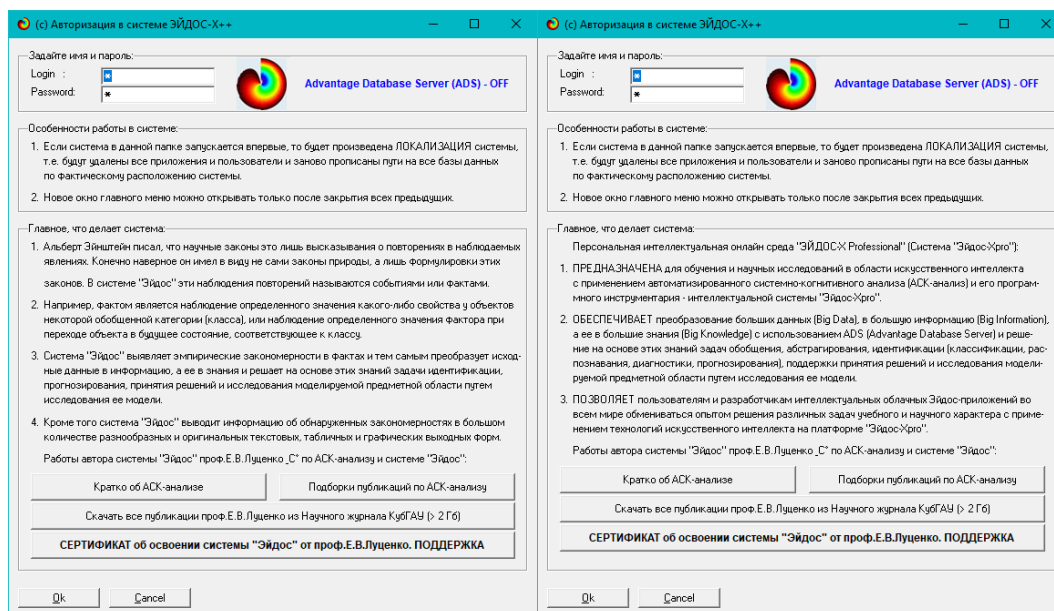 (с) Авторизация в системе ЭЙДОС-X++
Задайте имя и пароль:
Login :
*
Password:
*
Advantage Database Server (ADS) - OFF
Особенности работы в системе:
1. Если система в данной папке запускается впервые, то будет произведена ЛОКАЛИЗАЦИЯ системы,
т.е. будут удалены все приложения и пользователи и заново прописаны пути на все базы данных
по фактическому расположению системы.
2. Новое окно главного меню можно открывать только после закрытия всех предыдущих.
Главное, что делает система:
1. Альберт Эйнштейн писал, что научные законы это лишь высказывания о повторениях в наблюдаемых
явлениях. Конечно наверное он имел в виду не сами законы природы, а лишь формулировки этих
законов. В системе "Эйдос" эти наблюдения повторений называются событиями или фактами.
2. Например, фактом является наблюдение определенного значения какого-либо свойства у объектов
некоторой обобщенной категории (класса), или наблюдение определенного значения фактора при
переходе объекта в будущее состояние, соответствующее к классу.
3. Система "Эйдос" выявляет эмпирические закономерности в фактах и тем самым преобразует исход-
ные данные в информацию, а ее в знания и решает на основе этих знаний задачи идентификации,
прогнозирования, принятия решений и исследования моделируемой предметной области путем
исследования ее модели.
4. Кроме того система "Эйдос" выводит информацию об обнаруженных закономерностях в большом
количестве разнообразных и оригинальных текстовых, табличных и графических выходных форм.
Работы автора системы "Эйдос" проф.Е.В.Луценко _С° по АСК-анализу и системе "Эйдос":
Кратко об АСК-анализе
Подборки публикаций по АСК-анализу
Скачать все публикации проф.Е.В.Луценко из Научного журнала КубГАУ (> 2 Гб)
СЕРТИФИКАТ об освоении системы "Эйдос" от проф.Е.В.Луценко. ПОДДЕРЖКА
Ok
Cancel
(с) Авторизация в системе ЭЙДОС-X++
Задайте имя и пароль:
Login :
*
Password:
*
Advantage Database Server (ADS) - OFF
Особенности работы в системе:
1. Если система в данной папке запускается впервые, то будет произведена ЛОКАЛИЗАЦИЯ системы,
т.е. будут удалены все приложения и пользователи и заново прописаны пути на все базы данных
по фактическому расположению системы.
2. Новое окно главного меню можно открывать только после закрытия всех предыдущих.
Главное, что делает система:
Персональная интеллектуальная онлайн среда "ЭЙДОС-X Professional" (Система "Эйдос-Xpro"):
1. ПРЕДНАЗНАЧЕНА для обучения и научных исследований в области искусственного интеллекта
с применением автоматизированного системно-когнитивного анализа (АСК-анализ) и его програм-
много инструментария - интеллектуальной системы "Эйдос-Xpro".
2. ОБЕСПЕЧИВАЕТ преобразование больших данных (Big Data), в большую информацию (Big Information),
а ее в большие знания (Big Knowledge) с использованием ADS (Advantage Database Server) и реше-
ние на основе этих знаний задач обобщения, абстрагирования, идентификации (классификации, рас-
познавания, диагностики, прогнозирования), поддержки принятия решений и исследования модели-
руемой предметной области путем исследования ее модели.
3. ПОЗВОЛЯЕТ пользователям и разработчикам интеллектуальных облачных Эйдос-приложений во
всем мире обмениваться опытом решения различных задач учебного и научного характера с приме-
нением технологий искусственного интеллекта на платформе "Эйдос-Xpro".
Работы автора системы "Эйдос" проф.Е.В.Луценко _С° по АСК-анализу и системе "Эйдос":
Кратко об АСК-анализе
Подборки публикаций по АСК-анализу
Скачать все публикации проф.Е.В.Луценко из Научного журнала КубГАУ (> 2 Гб)
СЕРТИФИКАТ об освоении системы "Эйдос" от проф.Е.В.Луценко. ПОДДЕРЖКА
Ok
Cancel